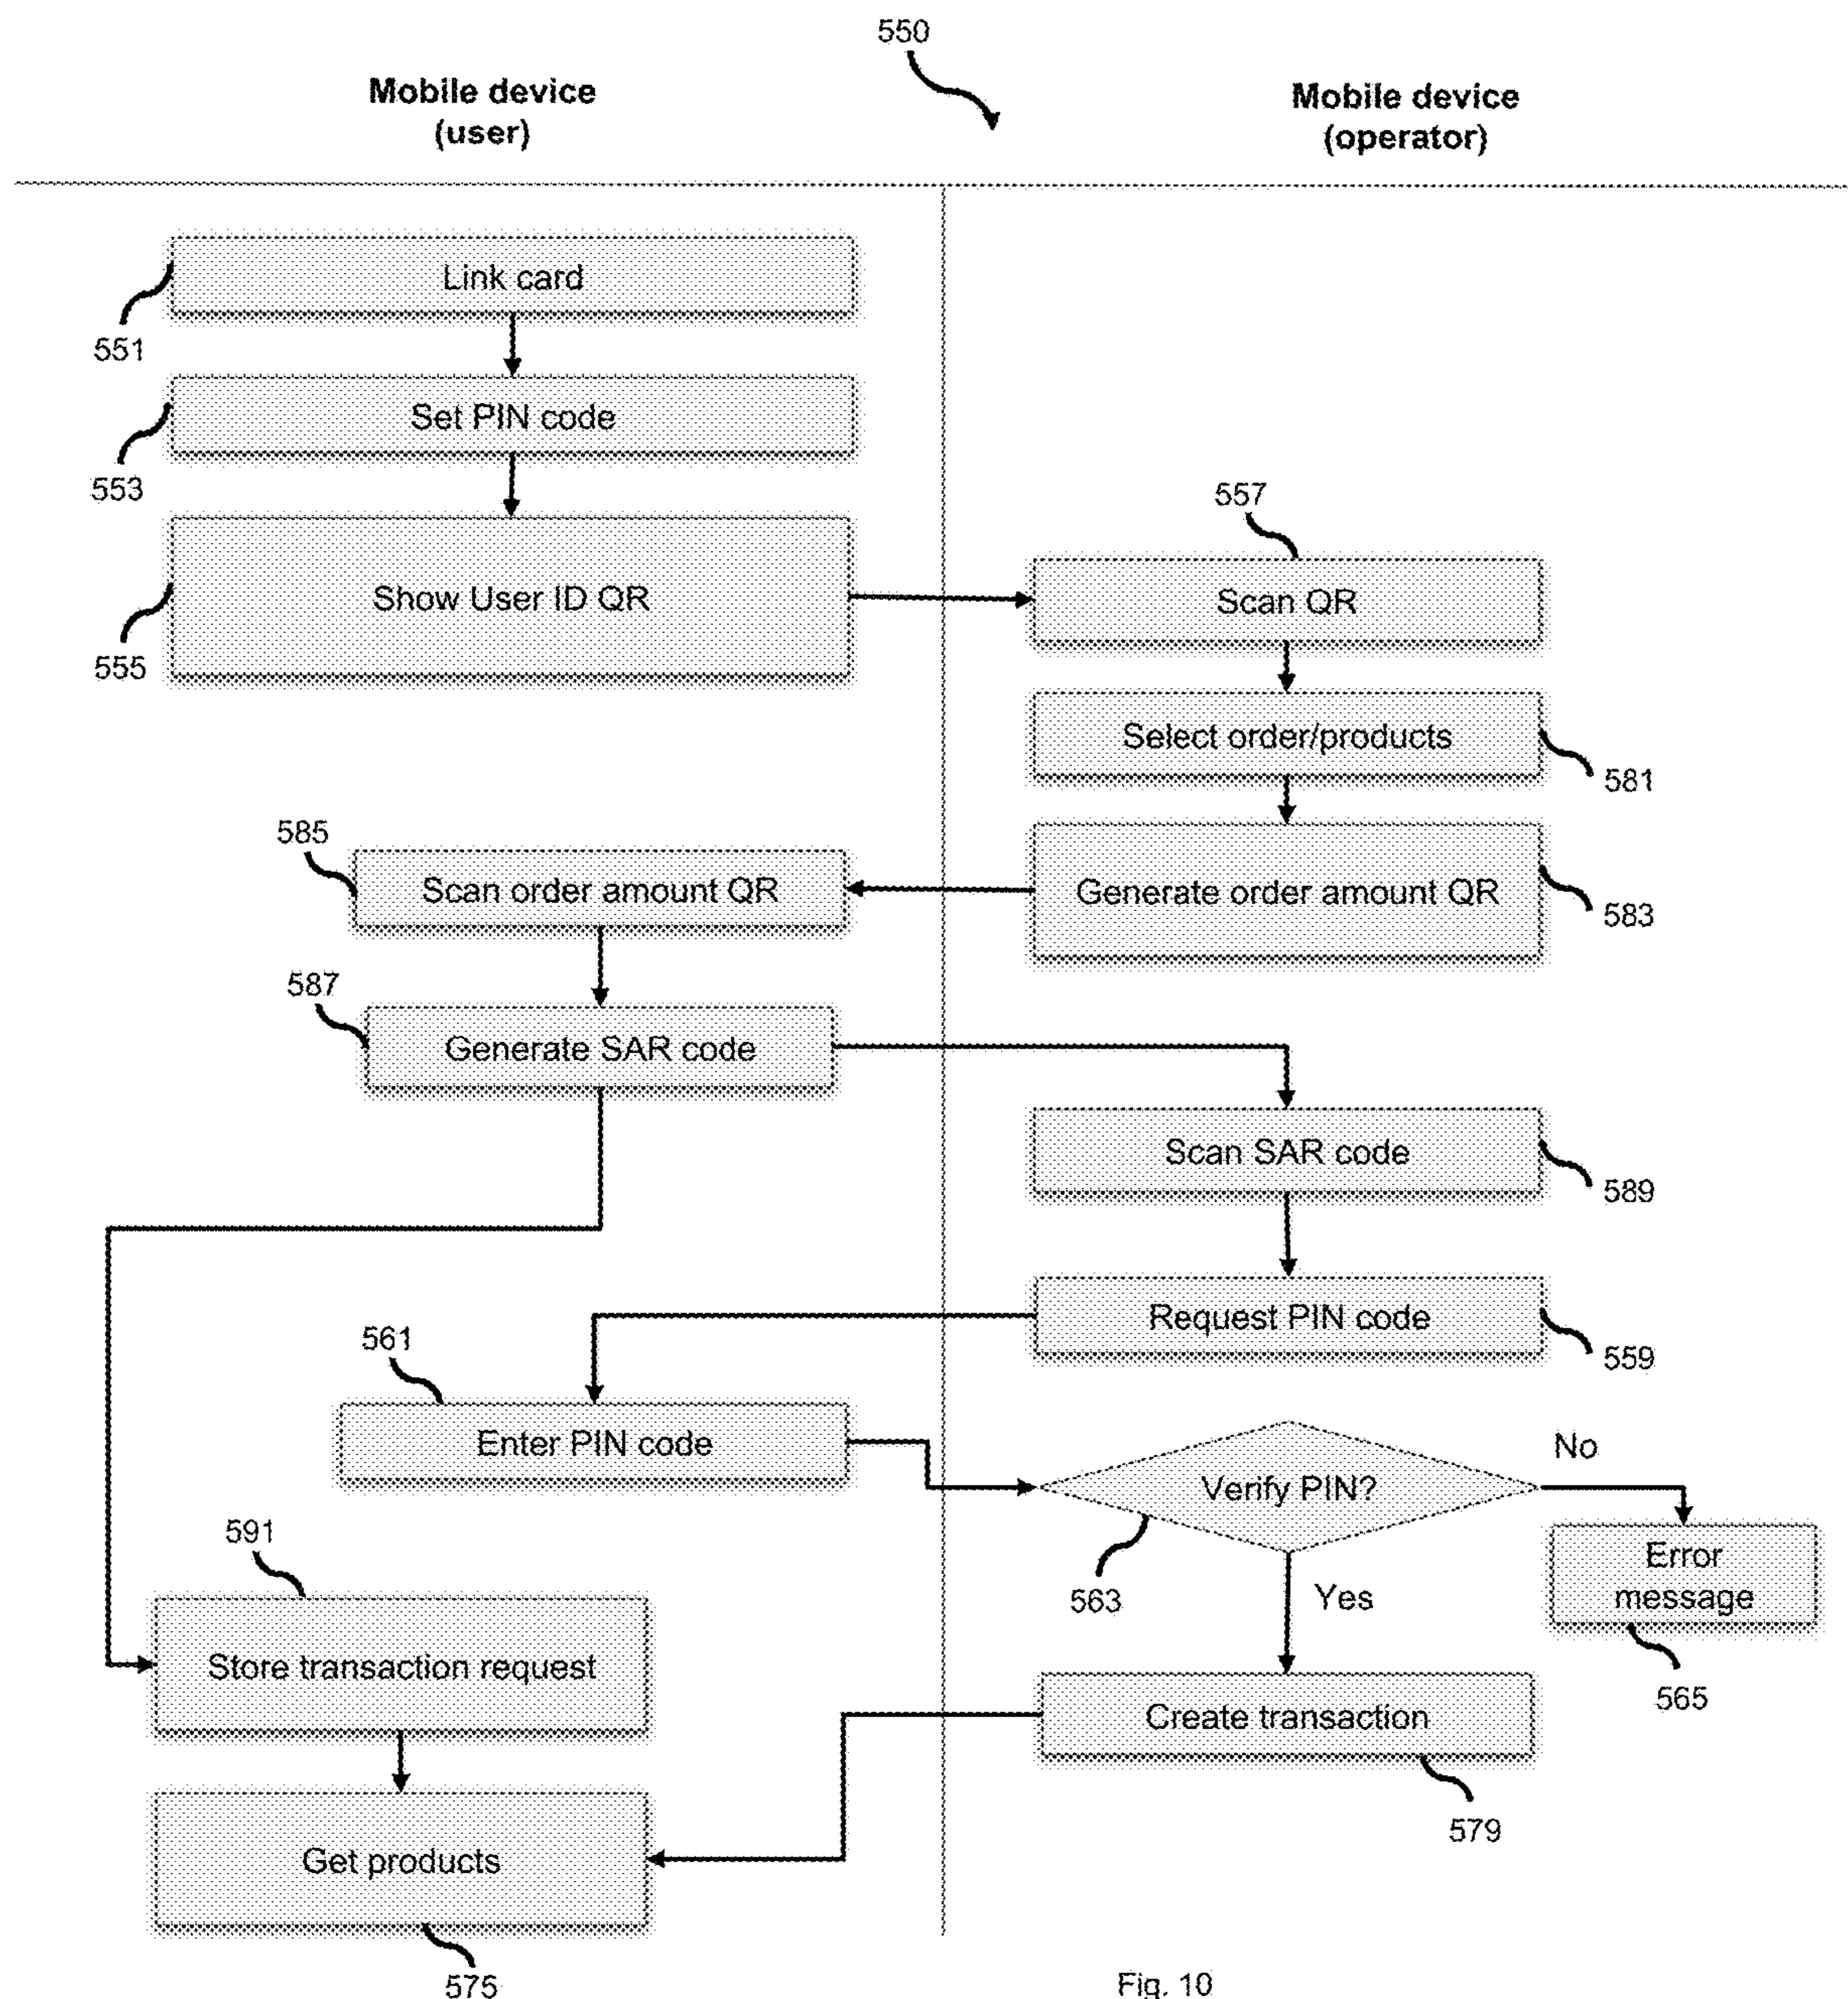 550
Mobile device
(user)
Mobile device
(operator)
Link card
551
Set PIN code
553
557
Show User ID QR
Scan QR
555
Select order/products
581
585
Scan order amount QR
Generate order amount QR
583
587
Generate SAR code
Scan SAR code
589
Request PIN code
559
561
Enter PIN code
Verify PIN?
No
563
Yes
Error
message
565
591
Store transaction request
Create transaction
579
Get products
575
Fig. 10